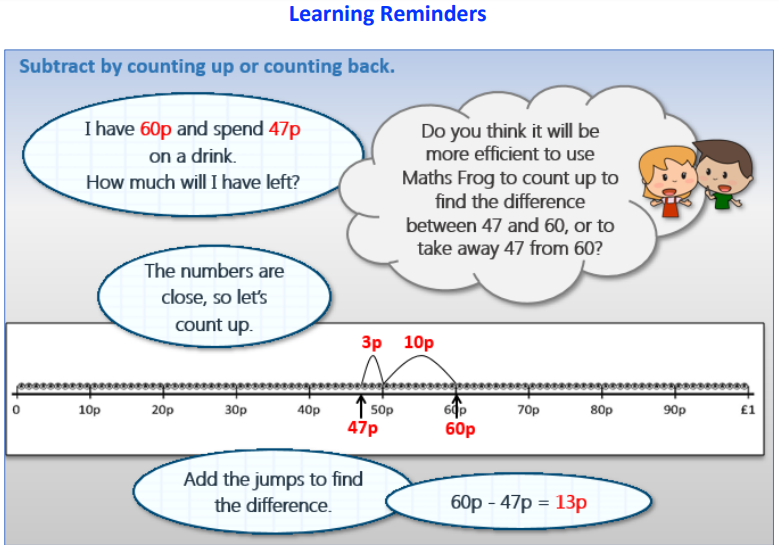 Learning Reminders
Subtract by counting up or counting back.
I have 60p and spend 47p
on a drink.
How much will I have left?
Do you think it will be
more efficient to use
Maths Frog to count up to
find the difference
between 47 and 60, or to
take away 47 from 60?
The numbers are
close, so let's
count up.
3p 10p
0 10p 20p 30p 40p 50p 60p 70p 80p 90p £1
47p 60p
Add the jumps to find
the difference.
60p - 47p = 13p